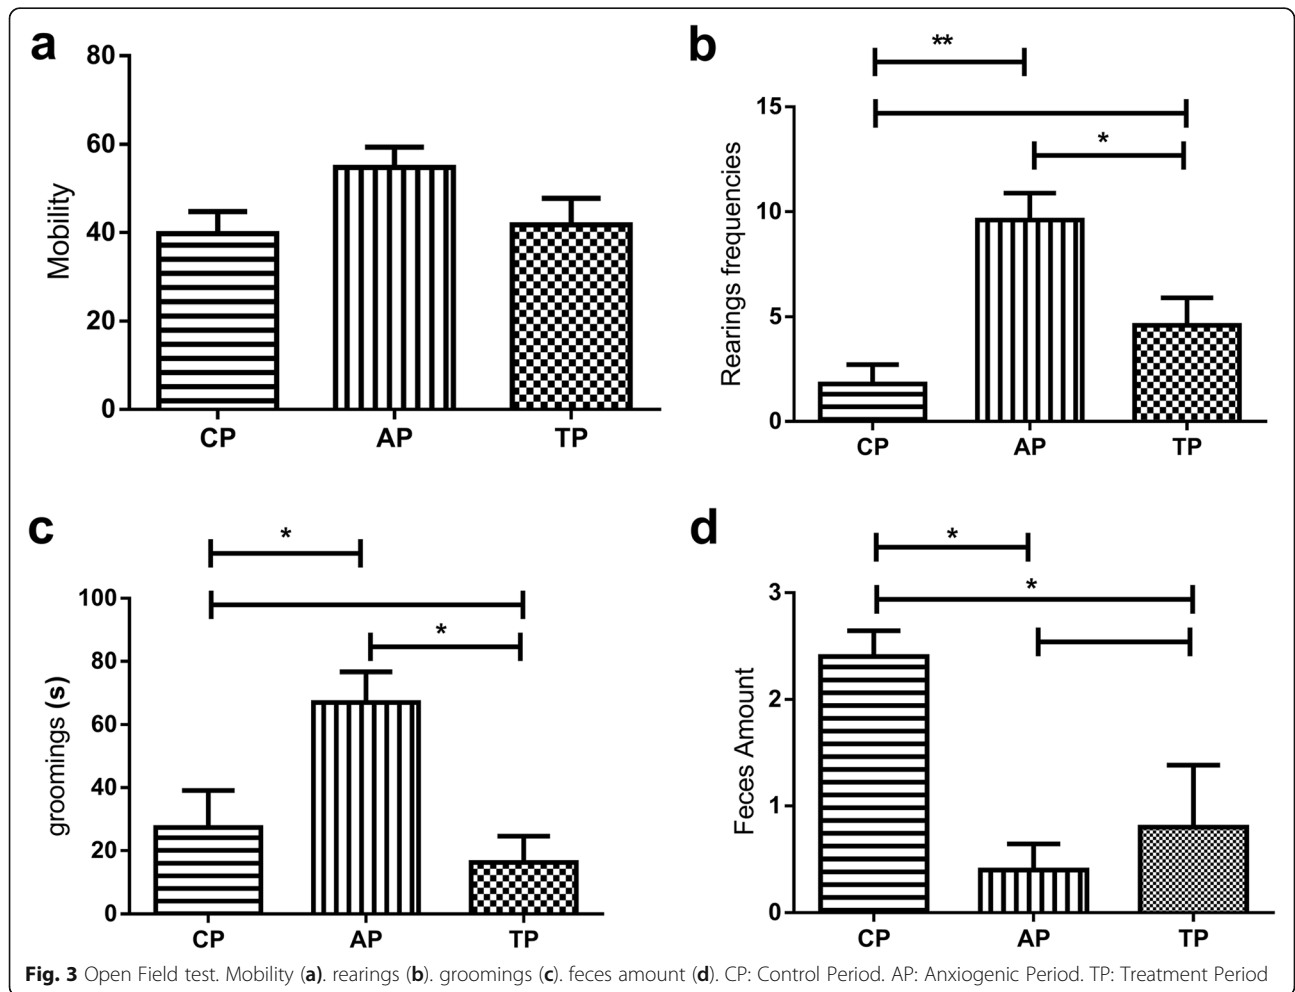 a
80
60
40
20
0
Mobility
CP AP TP
b
**
*
15
10
5
0
Rearings frequencies
CP AP TP
c
*
*
100
80
60
40
20
0
groomings (s)
CP AP TP
d
*
*
3
2
1
0
Feces Amount
CP AP TP
Fig. 3 Open Field test. Mobility (a). rearings (b). groomings (c). feces amount (d). CP: Control Period. AP: Anxiogenic Period. TP: Treatment Period